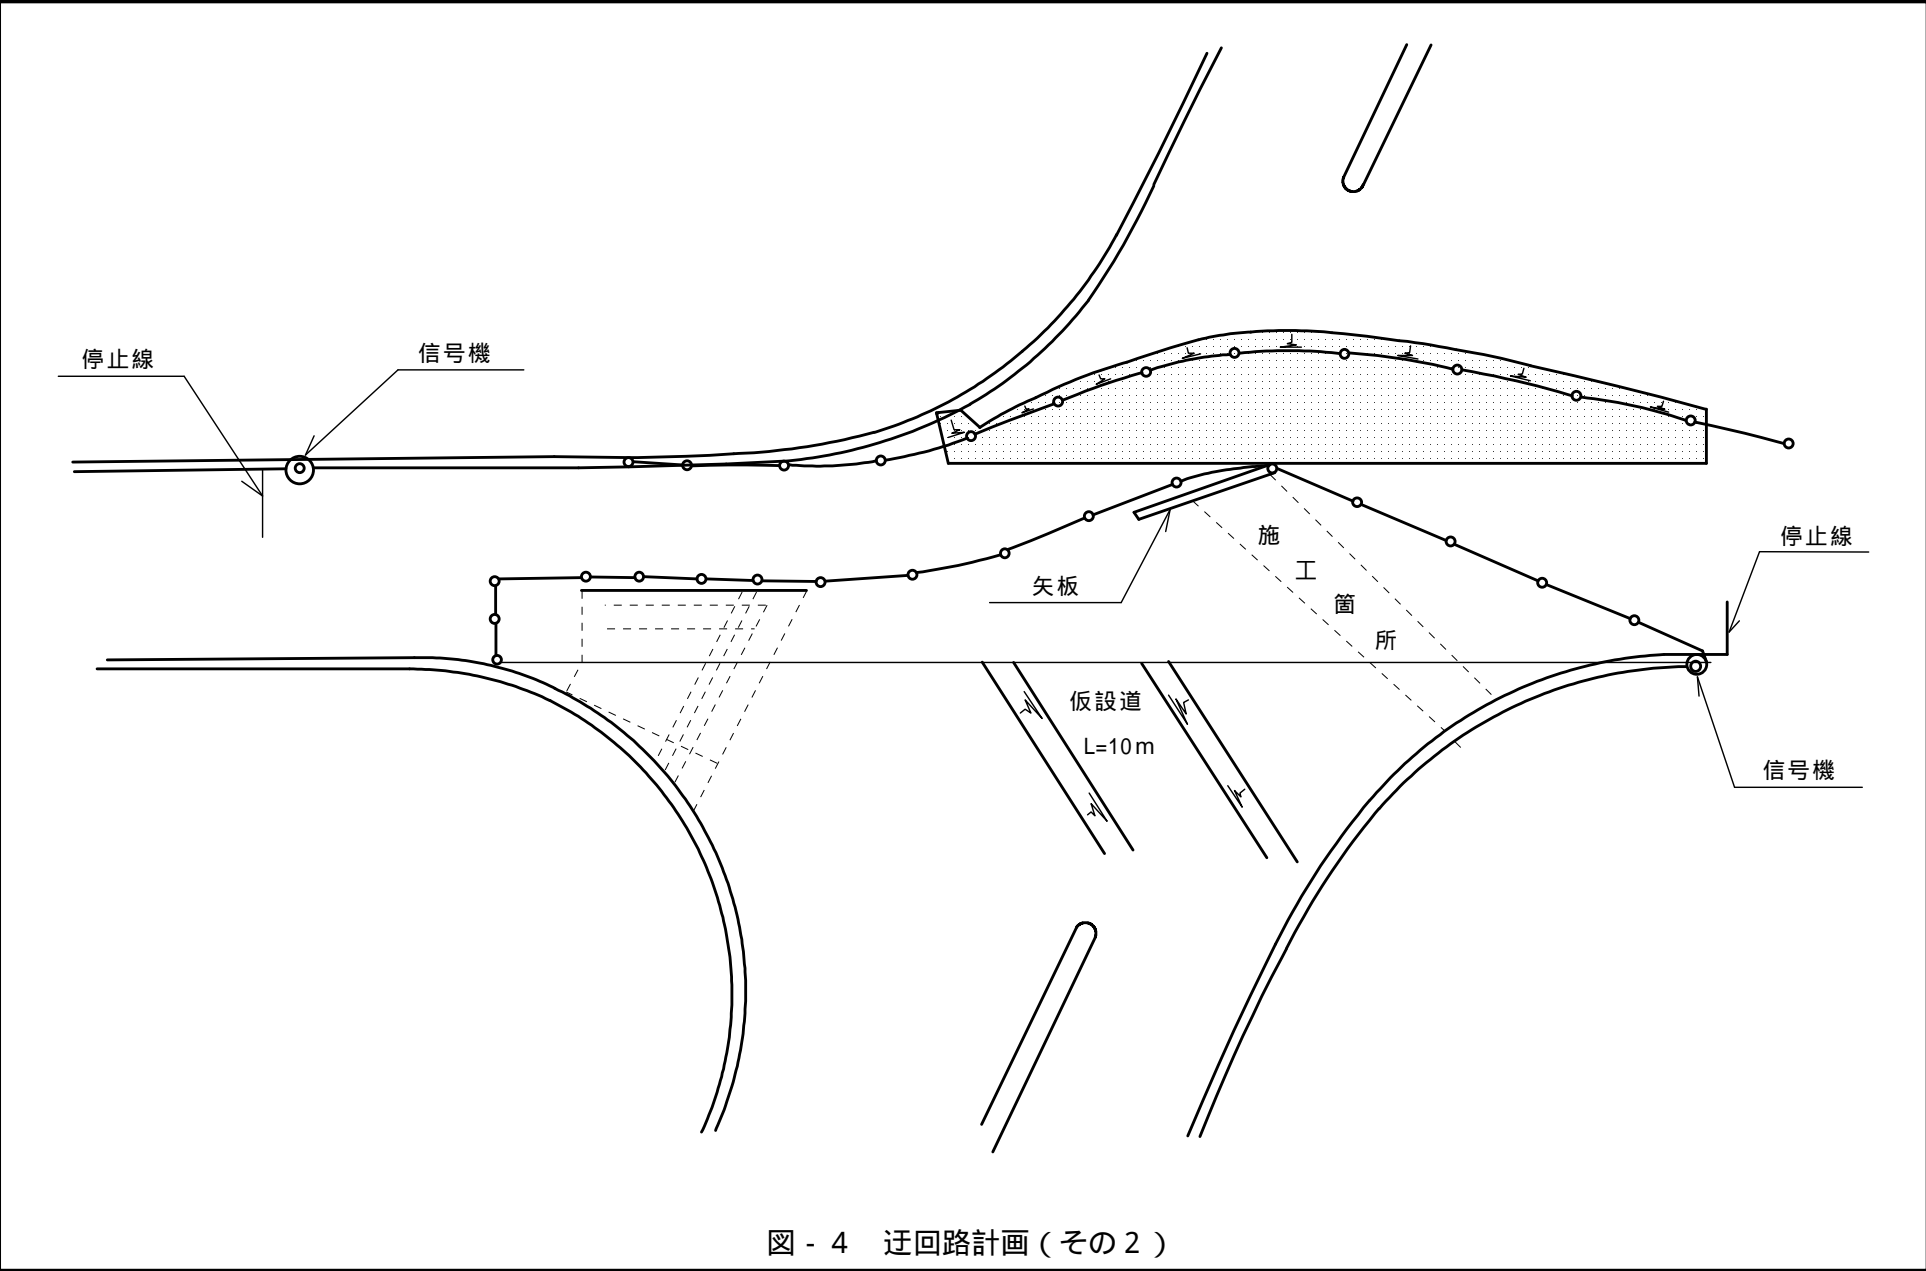 停止線
信号機
施
工
箇
所
停止線
矢板
仮設道
L=10m
信号機
図 - 4　迂回路計画 ( その2 )